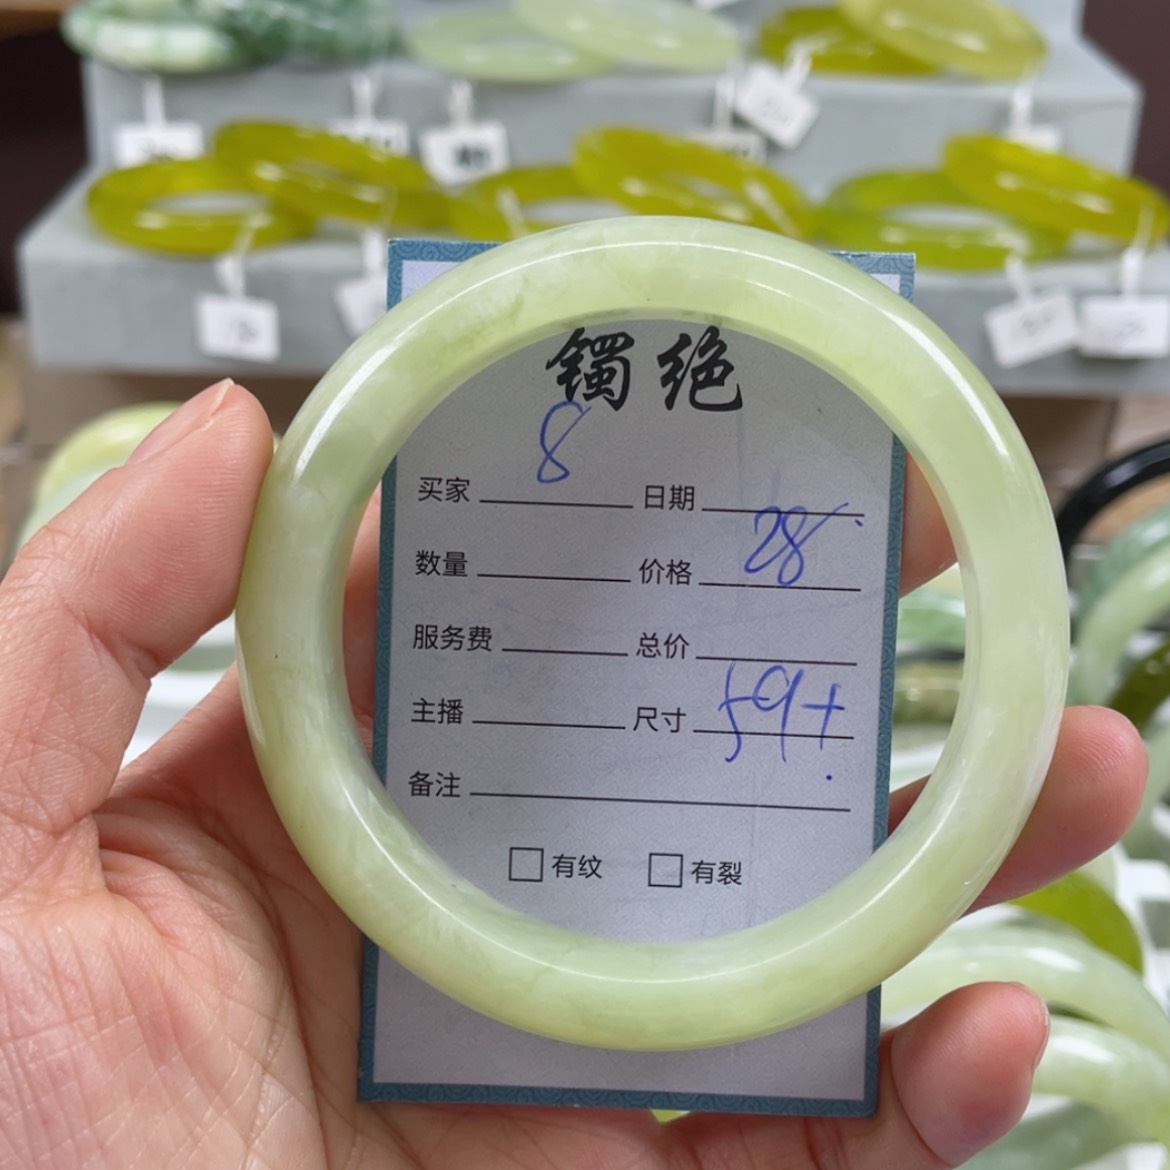 镯绝
8
买家 日期
数量 价格 28
服务费 总价
主播 尺寸 59+
备注
有纹 有裂